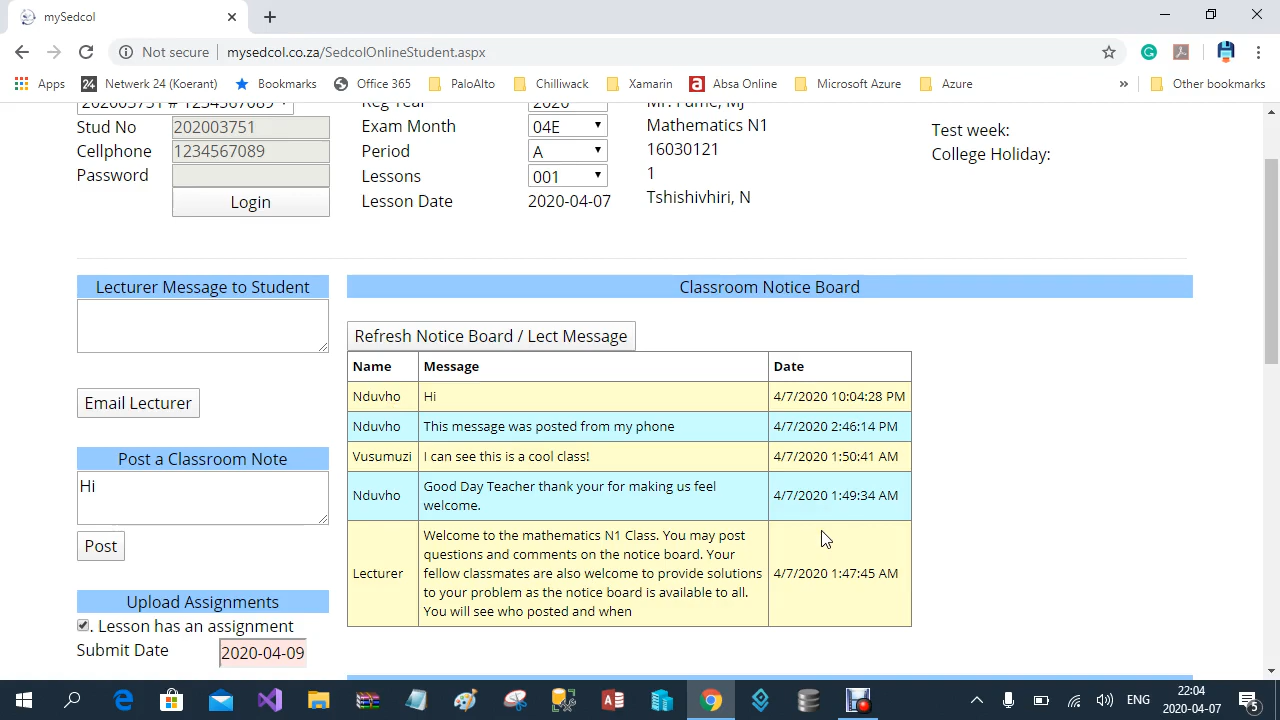 mySedcol
Not secure mysedcol.co.za/SedcolOnlineStudent.aspx
Apps Netwerk 24 (Koerant) Bookmarks Office 365 PaloAlto Chilliwack Xamarin Absa Online Microsoft Azure Azure » Other bookmarks
202003751 # 1234567089
Reg Year 2020
Stud No 202003751
Exam Month 04E
Mathematics N1
Test week:
Cellphone 1234567089
Period A
16030121
College Holiday:
Password
Lessons 001
1
Login
Lesson Date 2020-04-07
Tshishivhiri, N
Lecturer Message to Student
Classroom Notice Board
Refresh Notice Board / Lect Message
Name Message Date
Nduvho Hi 4/7/2020 10:04:28 PM
Nduvho This message was posted from my phone 4/7/2020 2:46:14 PM
Vusumuzi I can see this is a cool class! 4/7/2020 1:50:41 AM
Nduvho Good Day Teacher thank your for making us feel
welcome. 4/7/2020 1:49:34 AM
Lecturer Welcome to the mathematics N1 Class. You may post
questions and comments on the notice board. Your
fellow classmates are also welcome to provide solutions 4/7/2020 1:47:45 AM
to your problem as the notice board is available to all.
You will see who posted and when
Email Lecturer
Post a Classroom Note
Hi
Post
Upload Assignments
. Lesson has an assignment
Submit Date 2020-04-09
ENG
22:04
2020-04-07
5